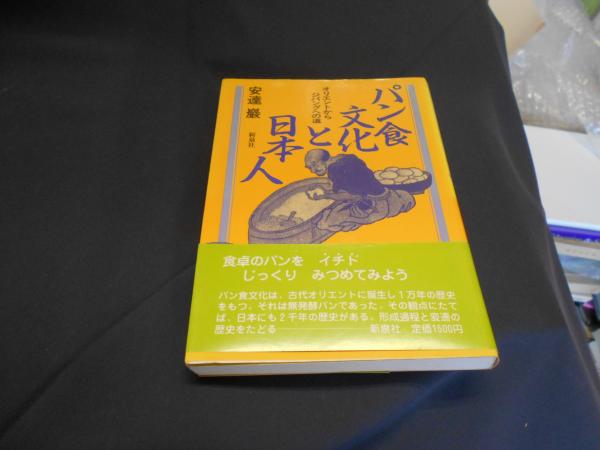 パン食
文化と
日本人
オリエントから
ジパングへの道
安達 巖
新泉社
食卓のパンを イチド
じっくり みつめてみよう
パン食文化は、古代オリエントに誕生し1万年の歴史
をもつ。それは無発酵パンであった。その観点にたて
ば、日本にも2千年の歴史がある。形成過程と変遷の
歴史をたどる 新泉社 定価1600円